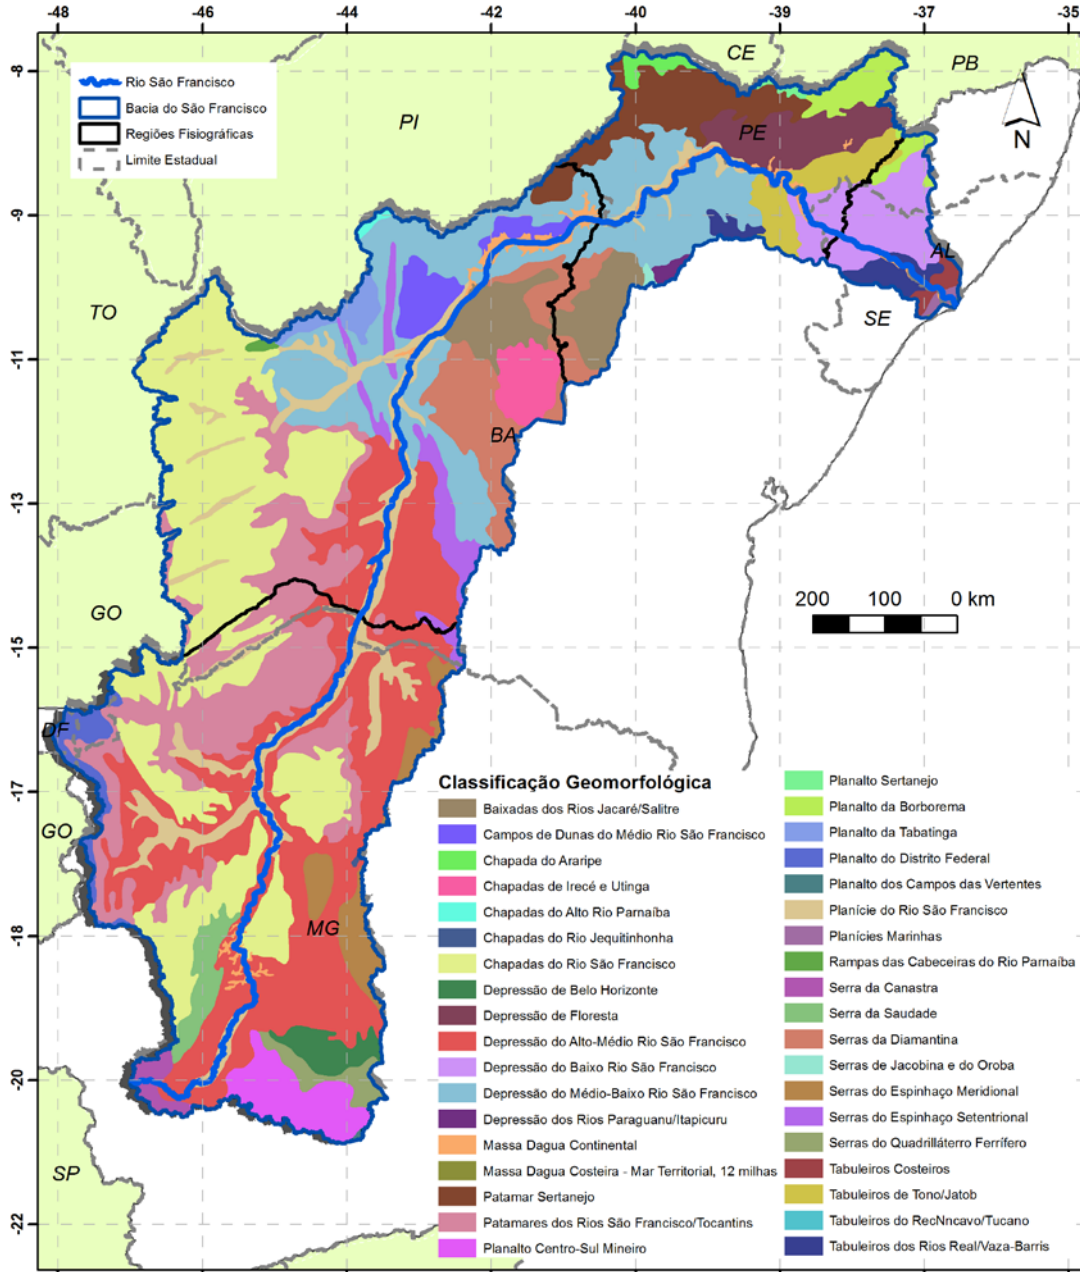 -48 -46 -44 -42 -40 -39 -37 -35
CE
PB
-8
Rio São Francisco
Bacia do São Francisco
Regiões Fisiográficas
Limite Estadual
PI
PE
N
-9
AL
TO
SE
-11
BA
-13
GO
200 100 0 km
-15
DF
-17
GO
MG
-18
-20
SP
-22
Classificação Geomorfológica
Baixadas dos Rios Jacaré/Salitre
Campos de Dunas do Médio Rio São Francisco
Chapada do Araripe
Chapadas de Irecê e Utinga
Chapadas do Alto Rio Parnaíba
Chapadas do Rio Jequitinhonha
Chapadas do Rio São Francisco
Depressão de Belo Horizonte
Depressão de Floresta
Depressão do Alto-Médio Rio São Francisco
Depressão do Baixo Rio São Francisco
Depressão do Médio-Baixo Rio São Francisco
Depressão dos Rios Paraguanu/Itapicuru
Massa Dagua Continental
Massa Dagua Costeira - Mar Territorial, 12 milhas
Patamar Sertanejo
Patamares dos Rios São Francisco/Tocantins
Planalto Centro-Sul Mineiro
Planalto Sertanejo
Planalto da Borborema
Planalto da Tabatinga
Planalto do Distrito Federal
Planalto dos Campos das Vertentes
Planície do Rio São Francisco
Planícies Marinhas
Rampas das Cabeceiras do Rio Parnaíba
Serra da Canastra
Serra da Saudade
Serras da Diamantina
Serras de Jacobina e do Oroba
Serras do Espinhaço Meridional
Serras do Espinhaço Setentrional
Serras do Quadrilláterro Ferrífero
Tabuleiros Costeiros
Tabuleiros de Tono/Jatob
Tabuleiros do RecNncavo/Tucano
Tabuleiros dos Rios Real/Vaza-Barris